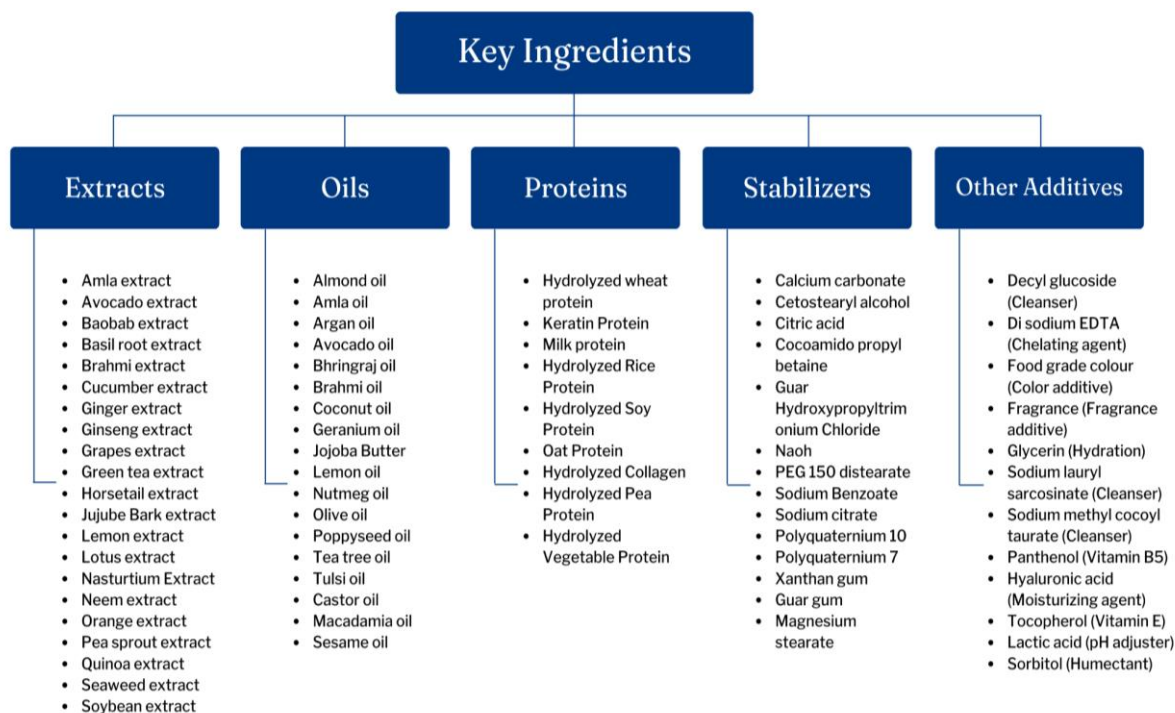 Key Ingredients
Extracts
Amla extract
Avocado extract
Baobab extract
Basil root extract
Brahmi extract
Cucumber extract
Ginger extract
Ginseng extract
Grapes extract
Green tea extract
Horsetail extract
Jujube Bark extract
Lemon extract
Lotus extract
Nasturtium Extract
Neem extract
Orange extract
Pea sprout extract
Quinoa extract
Seaweed extract
Soybean extract
Oils
Almond oil
Amla oil
Argan oil
Avocado oil
Bhringraj oil
Brahmi oil
Coconut oil
Geranium oil
Jojoba Butter
Lemon oil
Nutmeg oil
Olive oil
Poppyseed oil
Tea tree oil
Tulsi oil
Castor oil
Macadamia oil
Sesame oil
Proteins
Hydrolyzed wheat
protein
Keratin Protein
Milk protein
Hydrolyzed Rice
Protein
Hydrolyzed Soy
Protein
Oat Protein
Hydrolyzed Collagen
Hydrolyzed Pea
Protein
Hydrolyzed
Vegetable Protein
Stabilizers
Calcium carbonate
Cetostearyl alcohol
Citric acid
Cocoamido propyl
betaine
Guar
Hydroxypropyltrim
onium Chloride
Naoh
PEG 150 distearate
Sodium Benzoate
Sodium citrate
Polyquaternium 10
Polyquaternium 7
Xanthan gum
Guar gum
Magnesium
stearate
Other Additives
Decyl glucoside
(Cleanser)
Di sodium EDTA
(Chelating agent)
Food grade colour
(Color additive)
Fragrance (Fragrance
additive)
Glycerin (Hydration)
Sodium lauryl
sarcosinate (Cleanser)
Sodium methyl cocoyl
taurate (Cleanser)
Panthenol (Vitamin B5)
Hyaluronic acid
(Moisturizing agent)
Tocopherol (Vitamin E)
Lactic acid (pH adjuster)
Sorbitol (Humectant)